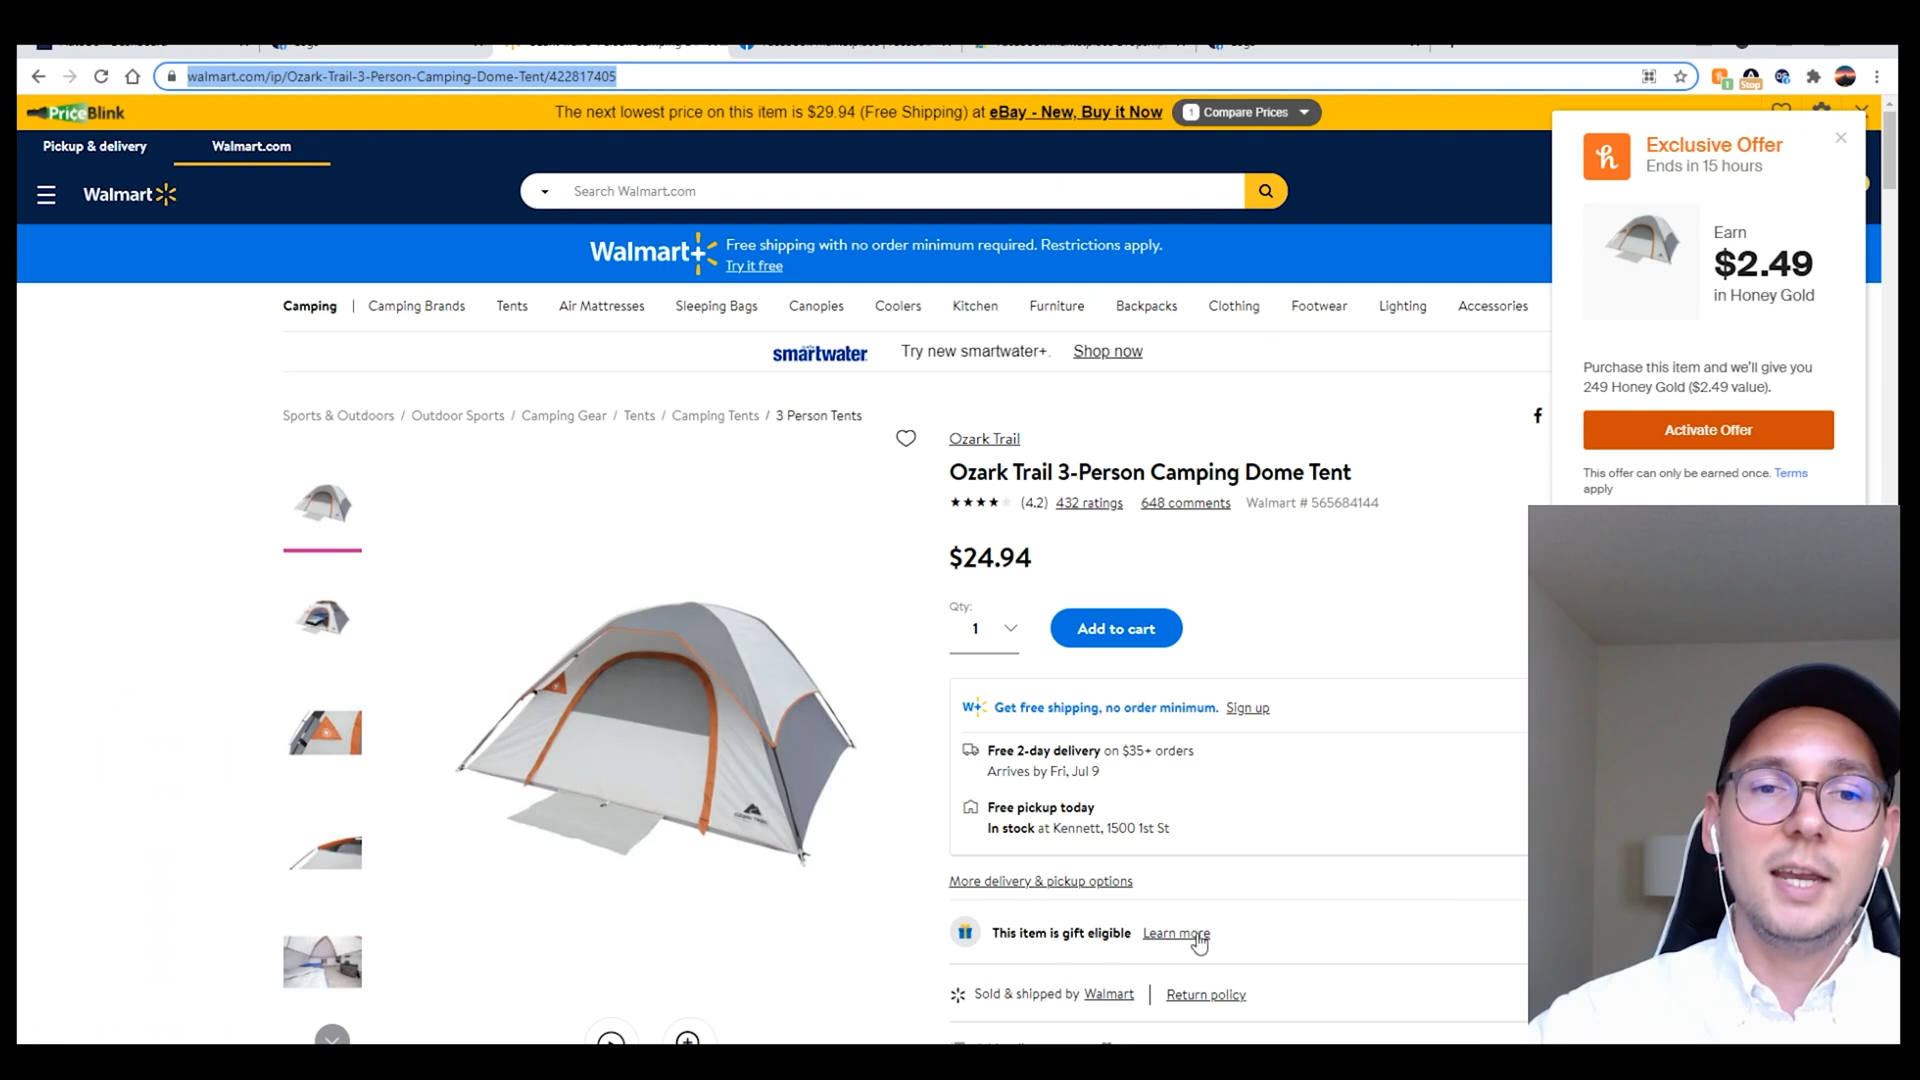 walmart.com/ip/Ozark-Trail-3-Person-Camping-Dome-Tent/422817405
1
Stop
PriceBlink
The next lowest price on this item is $29.94 (Free Shipping) at eBay - New, Buy it Now
1 Compare Prices
Pickup & delivery
Walmart.com
Walmart
Search Walmart.com
Walmart+
Free shipping with no order minimum required. Restrictions apply.
Try it free
Exclusive Offer
Ends in 15 hours
Earn
$2.49
in Honey Gold
Purchase this item and we'll give you
249 Honey Gold ($2.49 value).
Activate Offer
This offer can only be earned once. Terms
apply
Camping | Camping Brands Tents Air Mattresses Sleeping Bags Canopies Coolers Kitchen Furniture Backpacks Clothing Footwear Lighting Accessories
smartwater
Try new smartwater+.
Shop now
Sports & Outdoors / Outdoor Sports / Camping Gear / Tents / Camping Tents / 3 Person Tents
Ozark Trail
Ozark Trail 3-Person Camping Dome Tent
(4.2) 432 ratings 648 comments Walmart # 565684144
$24.94
Qty:
1
Add to cart
W+ Get free shipping, no order minimum. Sign up
Free 2-day delivery on $35+ orders
Arrives by Fri, Jul 9
Free pickup today
In stock at Kennett, 1500 1st St
More delivery & pickup options
This item is gift eligible Learn more
Sold & shipped by Walmart | Return policy